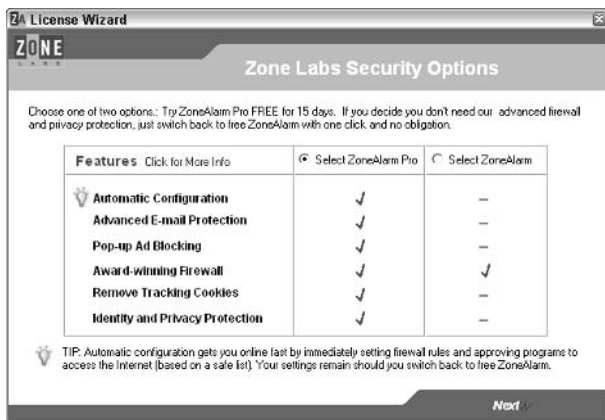 ZA License Wizard
ZONE
LABS
Zone Labs Security Options
Choose one of two options.: Try ZoneAlarm Pro FREE for 15 days. If you decide you don't need our advanced firewall
and privacy protection, just switch back to free ZoneAlarm with one click and no obligation.
Features Click for More Info Select ZoneAlarm Pro Select ZoneAlarm
Automatic Configuration ✓ –
Advanced E-mail Protection ✓ –
Pop-up Ad Blocking ✓ –
Award-winning Firewall ✓ ✓
Remove Tracking Cookies ✓ –
Identity and Privacy Protection ✓ –
TIP: Automatic configuration gets you online fast by immediately setting firewall rules and approving programs to
access the Internet (based on a safe list). Your settings remain should you switch back to free ZoneAlarm.
Next